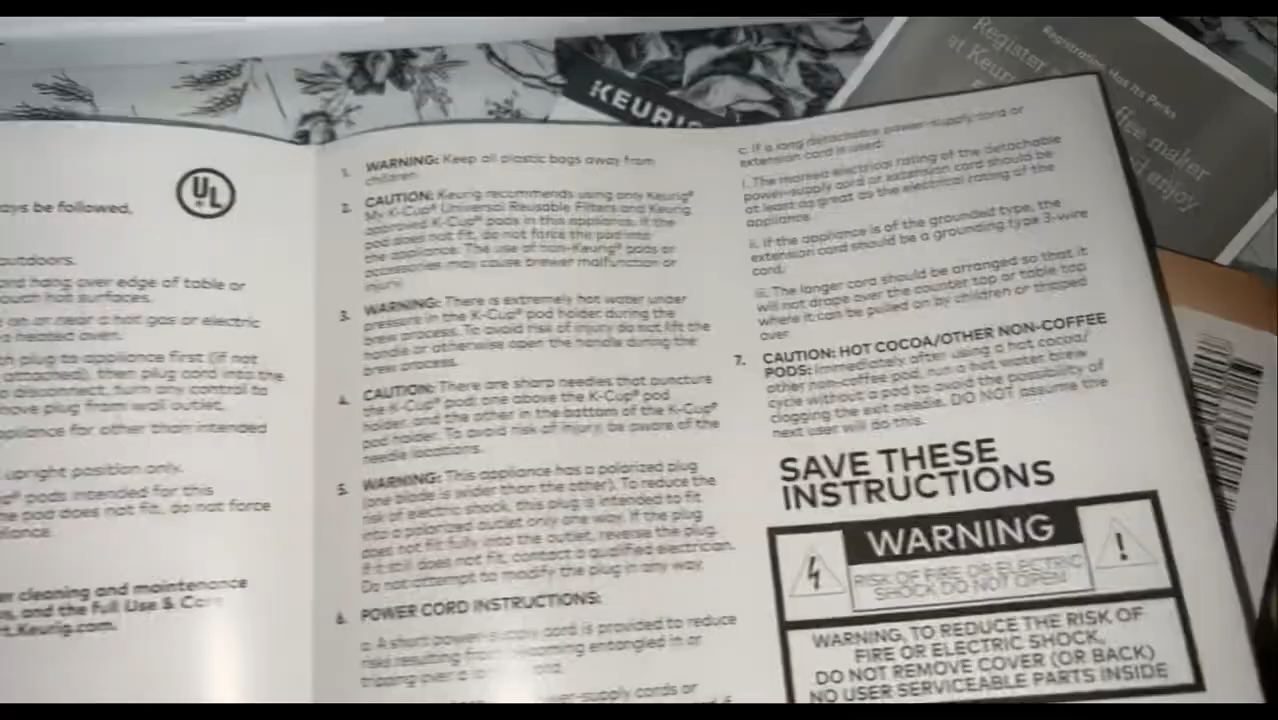 KEURIG
Registration Has Its Perks
Register
at Keurig
coffee maker
and enjoy
UL
ays be followed,
outdoors.
hang over edge of table or
touch hot surfaces.
on or near a hot gas or electric
heated oven.
plug to appliance first (if not
attached), then plug cord into the
disconnect, turn any control to
move plug from wall outlet.
appliance for other than intended
upright position only.
pods intended for this
pod does not fit, do not force
cleaning and maintenance
and the full Use & Care
Keurig.com.
1. WARNING: Keep all plastic bags away from
children
2. CAUTION: Keurig recommends using only Keurig®
My K-Cup® Universal Reusable Filters and Keurig
approved K-Cup® pods in this appliance. If the
pod does not fit, do not force the pod into
the appliance. The use of non-Keurig® pods or
accessories may cause brewer malfunction or
injury.
3. WARNING: There is extremely hot water under
pressure in the K-Cup® pod holder during the
brew process. To avoid risk of injury do not lift the
handle or otherwise open the handle during the
brew process.
4. CAUTION: There are sharp needles that puncture
the K-Cup® pod: one above the K-Cup® pod
holder, and the other in the bottom of the K-Cup®
pod holder. To avoid risk of injury, be aware of the
needle locations.
5. WARNING: This appliance has a polarized plug
(one blade is wider than the other). To reduce the
risk of electric shock, this plug is intended to fit
into a polarized outlet only one way. If the plug
does not fit fully into the outlet, reverse the plug.
If it still does not fit, contact a qualified electrician.
Do not attempt to modify the plug in any way.
6. POWER CORD INSTRUCTIONS:
a. A short power-supply cord is provided to reduce
risks resulting from becoming entangled in or
tripping over a
power-supply cords or
c. If a long detachable power-supply cord or
extension cord is used:
i. The marked electrical rating of the detachable
power-supply cord or extension cord should be
at least as great as the electrical rating of the
appliance.
ii. If the appliance is of the grounded type, the
extension cord should be a grounding type 3-wire
cord;
iii. The longer cord should be arranged so that it
will not drape over the counter top or table top
where it can be pulled on by children or tripped
over
7. CAUTION: HOT COCOA/OTHER NON-COFFEE
PODS: Immediately after using a hot cocoa/
other non-coffee pod, run a hot water brew
cycle without a pod to avoid the possibility of
clogging the exit needle. DO NOT assume the
next user will do this.
SAVE THESE
INSTRUCTIONS
WARNING
RISK OF FIRE OR ELECTRIC
SHOCK DO NOT OPEN
WARNING, TO REDUCE THE RISK OF
FIRE OR ELECTRIC SHOCK,
DO NOT REMOVE COVER (OR BACK)
NO USER SERVICEABLE PARTS INSIDE